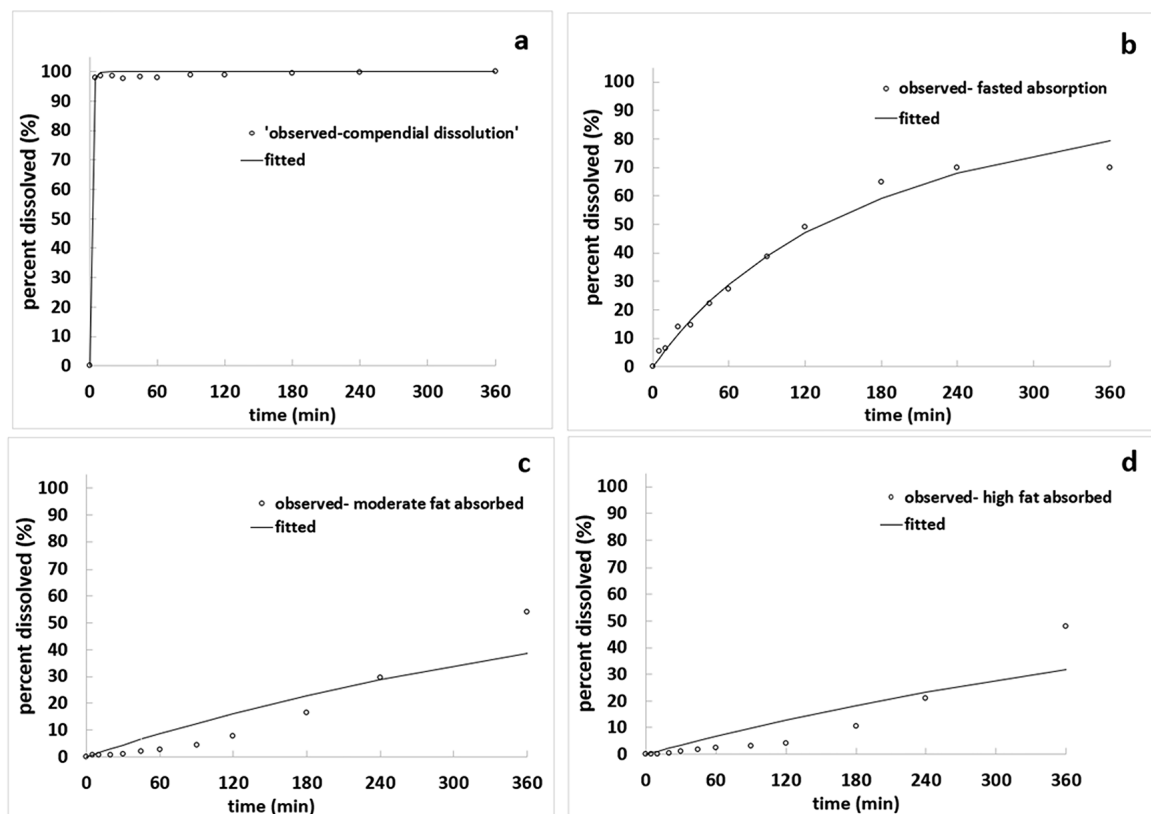 a
100
90
80
70
60
50
40
30
20
10
0
percent dissolved (%)
'observed-compendial dissolution'
fitted
0 60 120 180 240 300 360
time (min)
b
100
90
80
70
60
50
40
30
20
10
0
percent dissolved (%)
observed- fasted absorption
fitted
0 60 120 180 240 300 360
time (min)
c
100
90
80
70
60
50
40
30
20
10
0
percent dissolved (%)
observed- moderate fat absorbed
fitted
0 60 120 180 240 300 360
time (min)
d
100
90
80
70
60
50
40
30
20
10
0
percent dissolved (%)
observed- high fat absorbed
fitted
0 60 120 180 240 300 360
time (min)